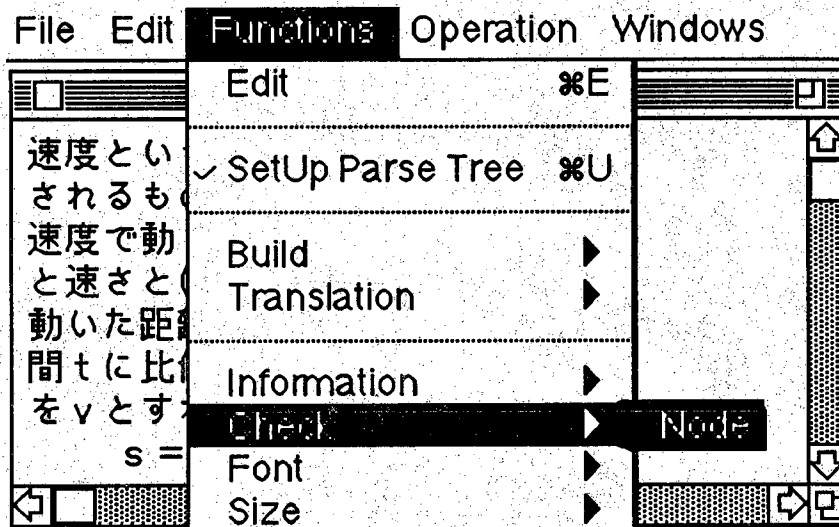 File Edit Functions Operation Windows
Edit ⌘E
✓ SetUp Parse Tree ⌘U
Build ▶
Translation ▶
Information ▶
Check ▶ Node
Font ▶
Size ▶
速度とい
されるも
速度で動
と速さと
動いた距
間tに比
をvとす
s=